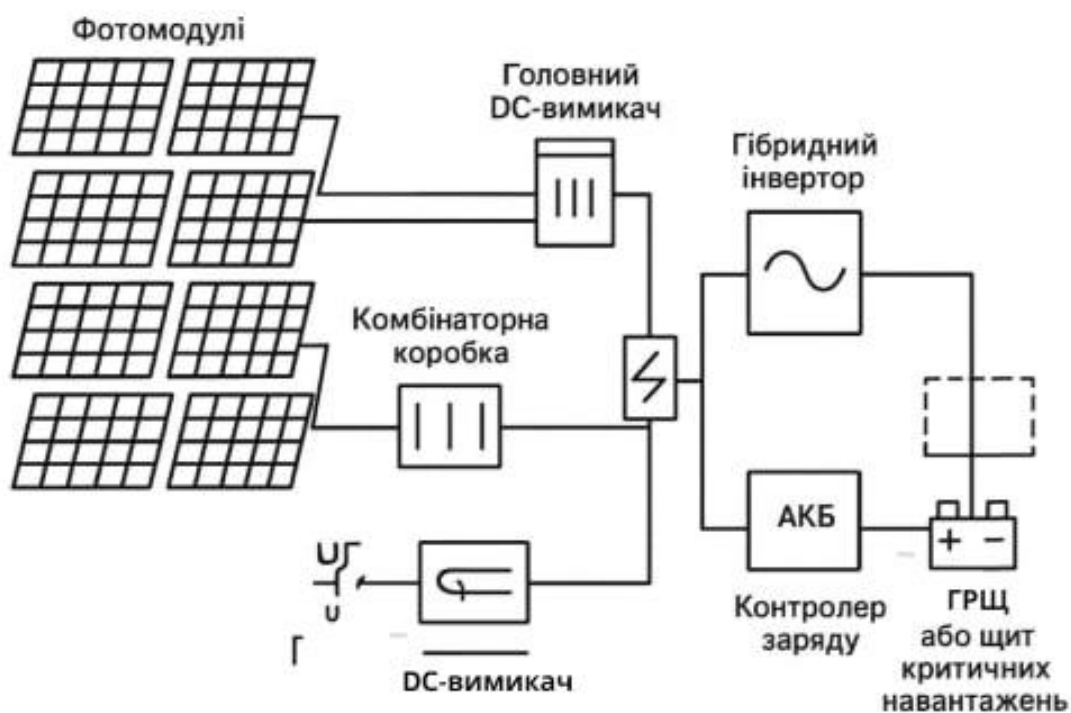 Фотомодулі
Головний
DC-вимикач
Гібридний
інвертор
Комбінаторна
коробка
АКБ
+ −
Контролер
заряду
ГРЩ
або щит
критичних
навантажень
DC-вимикач